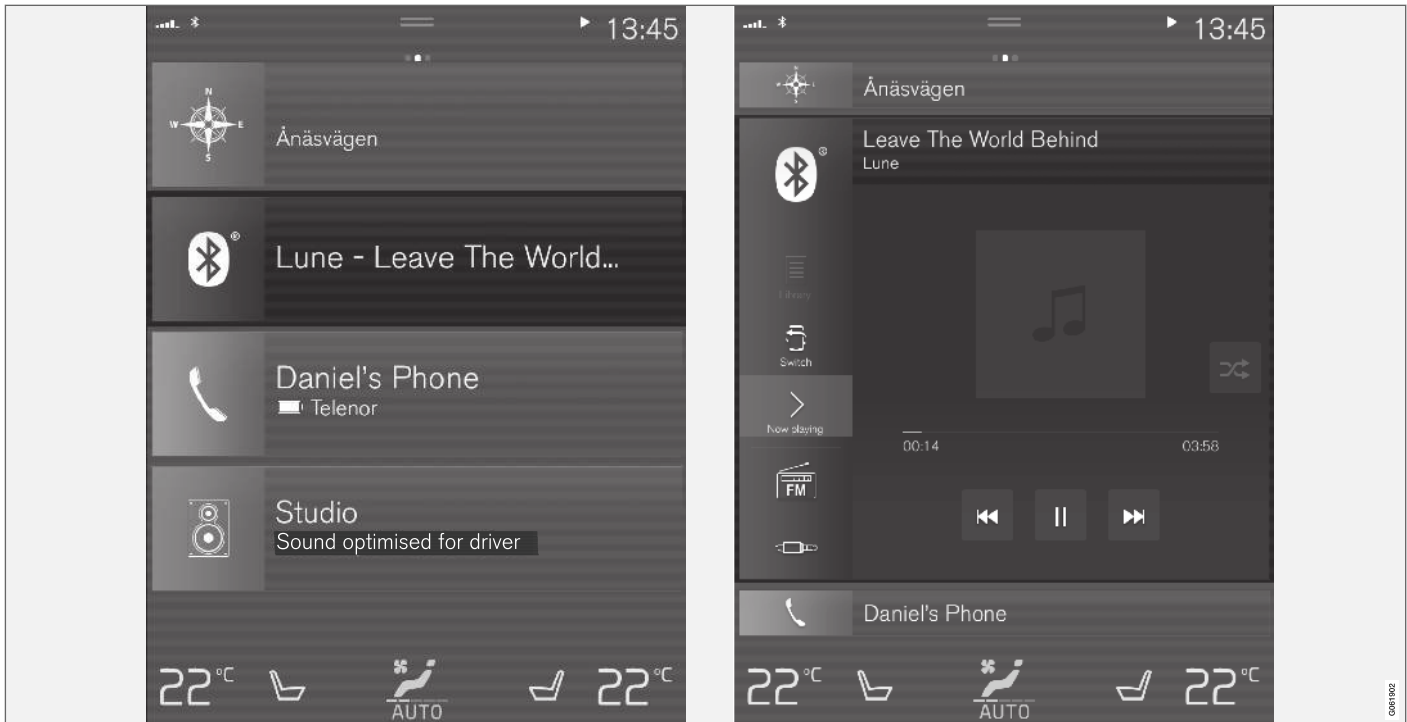 13:45
N
W E
S
Ånäsvägen
®
Lune - Leave The World...
Daniel's Phone
Telenor
Studio
Sound optimised for driver
22°C
AUTO
22°C
13:45
Ånäsvägen
®
Leave The World Behind
Lune
Library
Switch
Now playing
00:14
03:58
FM
Daniel's Phone
22°C
AUTO
22°C
G061902